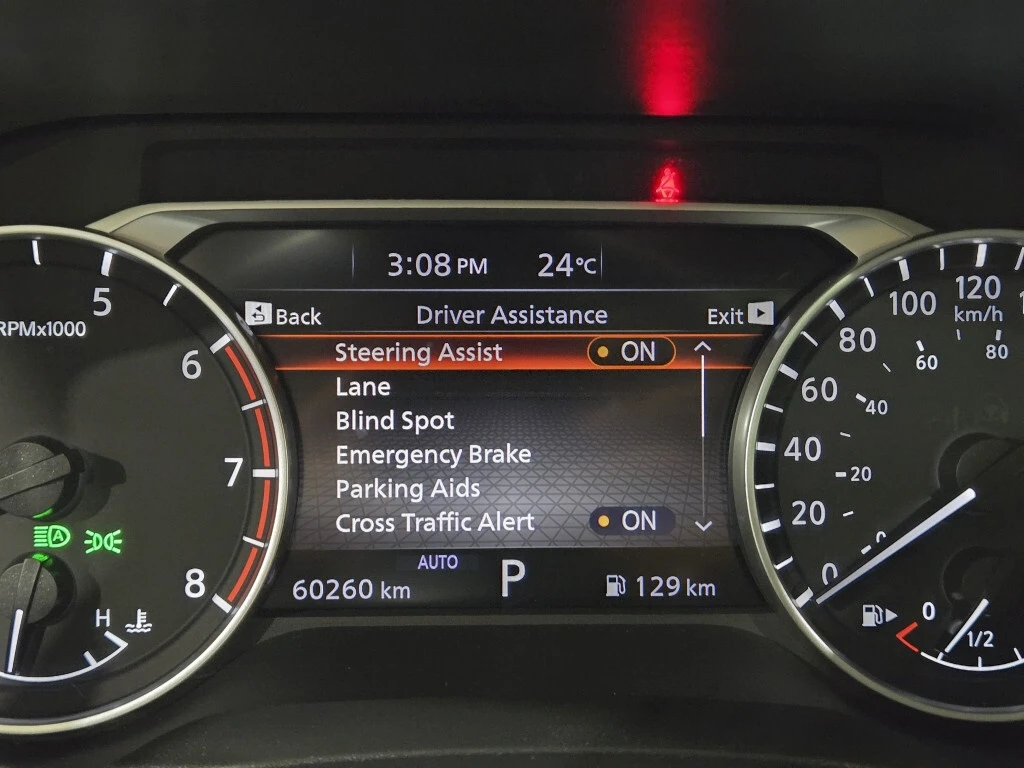 3:08 PM 24°C
Back Driver Assistance Exit
Steering Assist ON
Lane
Blind Spot
Emergency Brake
Parking Aids
Cross Traffic Alert ON
AUTO
60260 km P 129 km
RPMx1000
5
6
7
8
H
A
120
100
km/h
80
80
60
60
40
40
20
20
0
0
0
1/2